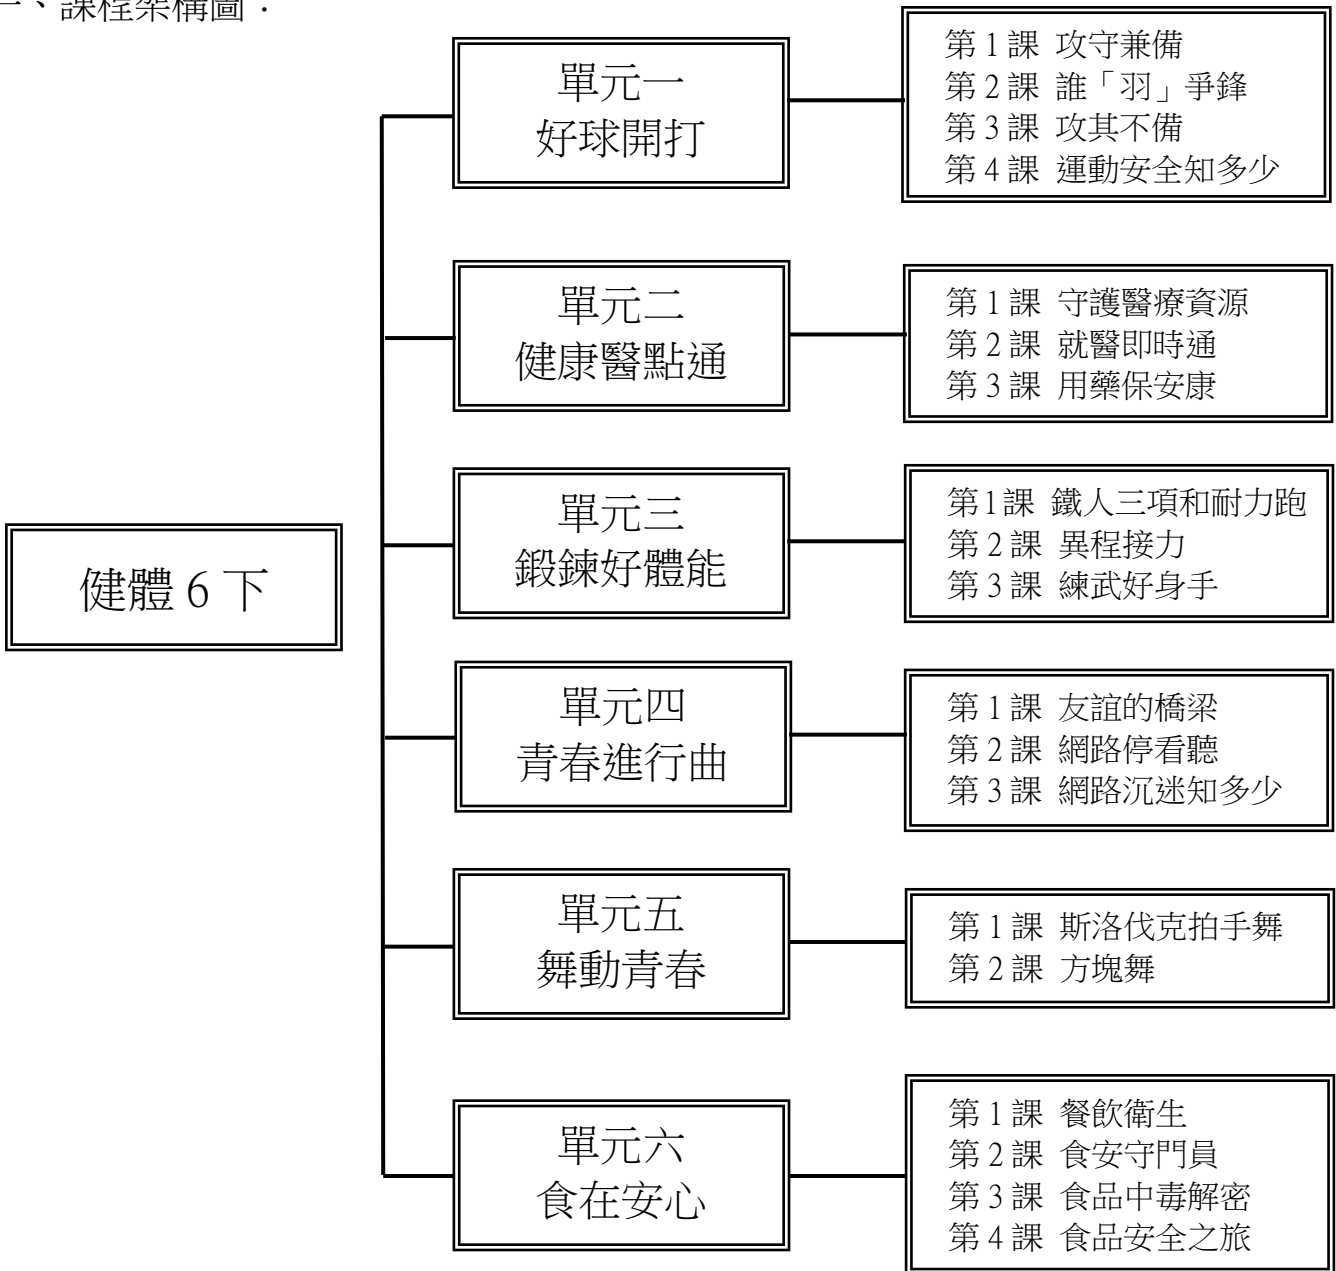 、課程架構圖：
單元一
好球開打
第1課 攻守兼備
第2課 誰「羽」爭鋒
第3課 攻其不備
第4課 運動安全知多少
單元二
健康醫點通
第1課 守護醫療資源
第2課 就醫即時通
第3課 用藥保安康
健體6下
單元三
鍛鍊好體能
第1課 鐵人三項和耐力跑
第2課 異程接力
第3課 練武好身手
單元四
青春進行曲
第1課 友誼的橋梁
第2課 網路停看聽
第3課 網路沉迷知多少
單元五
舞動青春
第1課 斯洛伐克拍手舞
第2課 方塊舞
單元六
食在安心
第1課 餐飲衛生
第2課 食安守門員
第3課 食品中毒解密
第4課 食品安全之旅